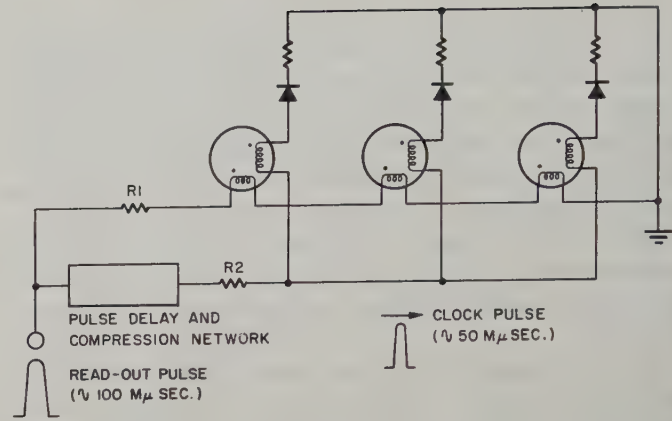 R1
R2
PULSE DELAY AND
COMPRESSION NETWORK
CLOCK PULSE
(∿ 50 Mμ SEC.)
READ-OUT PULSE
(∿ 100 Mμ SEC.)